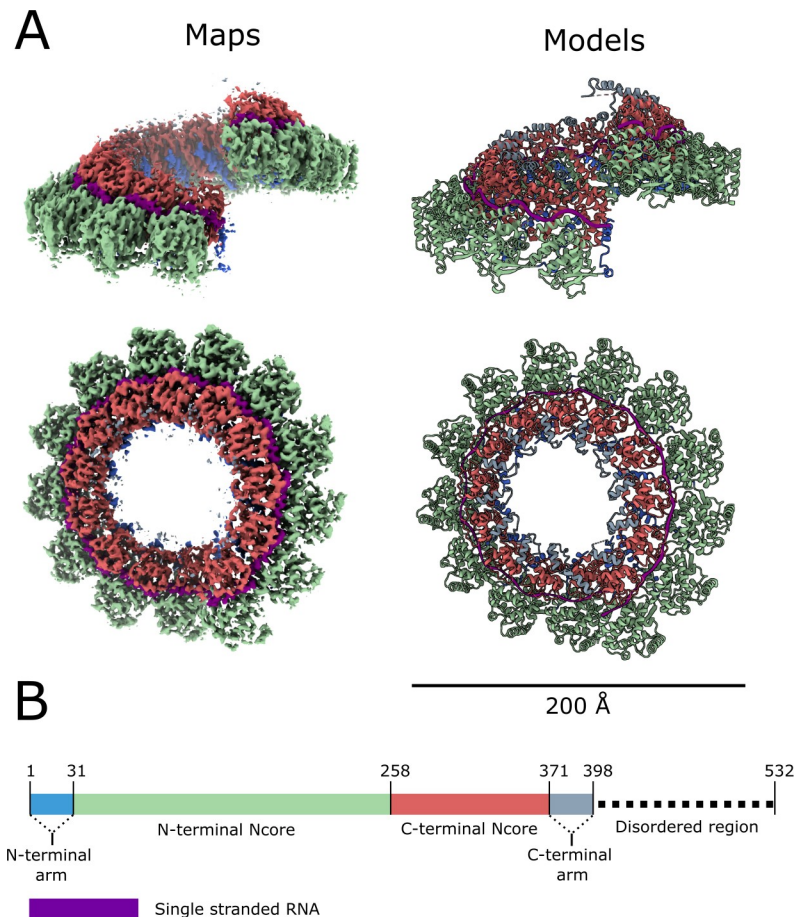 A
Maps
Models
200 Å
B
1 31 258 371 398 532
N-terminal Ncore
C-terminal Ncore
Disordered region
N-terminal
arm
C-terminal
arm
Single stranded RNA